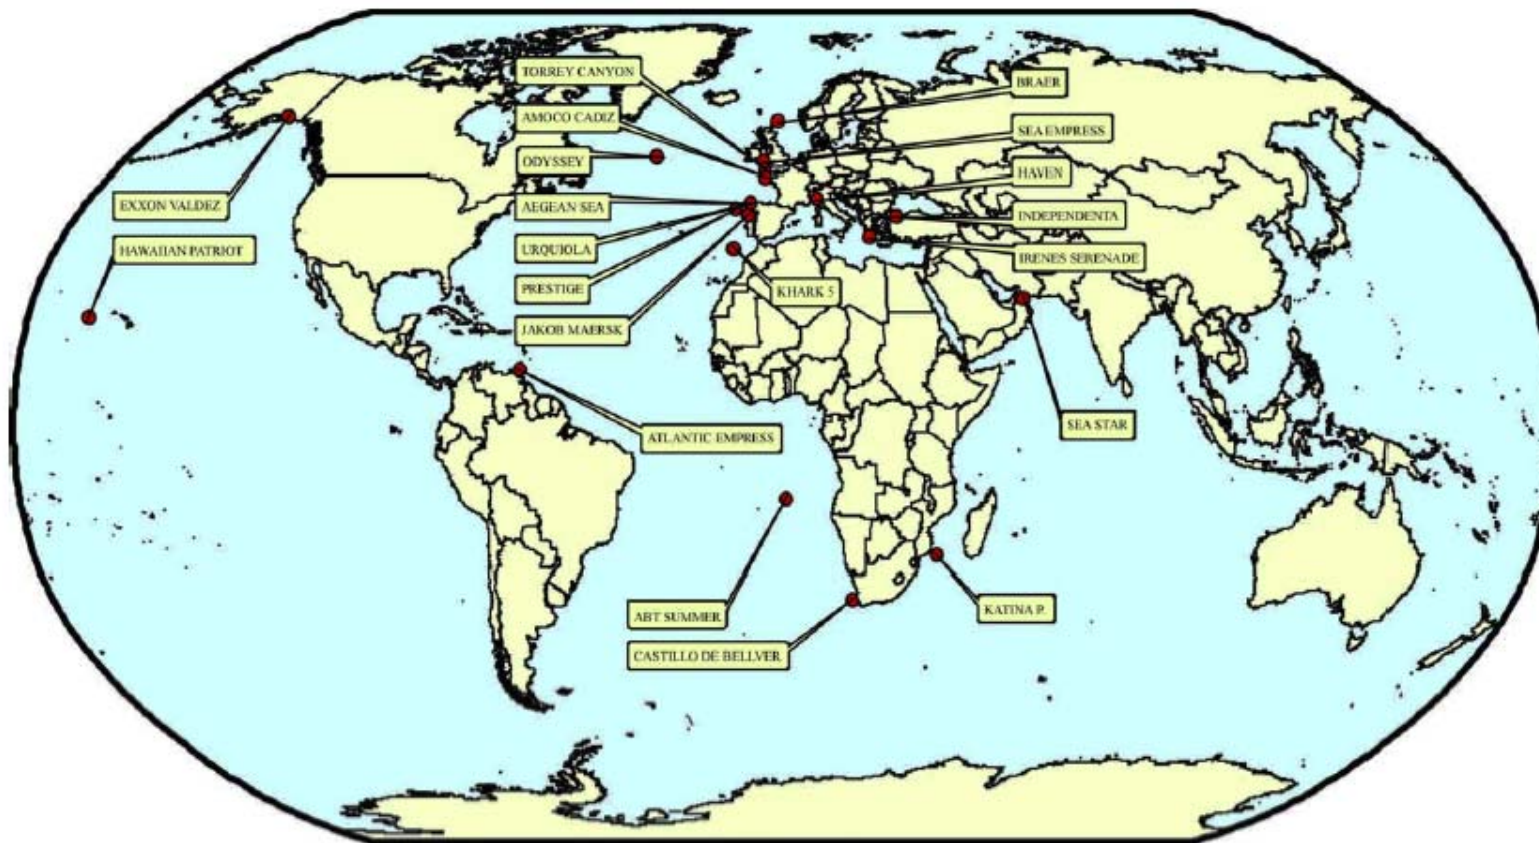 TORREY CANYON
BRAER
AMOCO CADIZ
SEA EMPRESS
ODYSSEY
HAVEN
EXXON VALDEZ
AEGEAN SEA
INDEPENDENTA
HAWAIIAN PATRIOT
URQUIOLA
IRENES SERENADE
PRESTIGE
KHARK 5
JAKOB MAERSK
ATLANTIC EMPRESS
SEA STAR
ABT SUMMER
KATINA P.
CASTILLO DE BELLVER